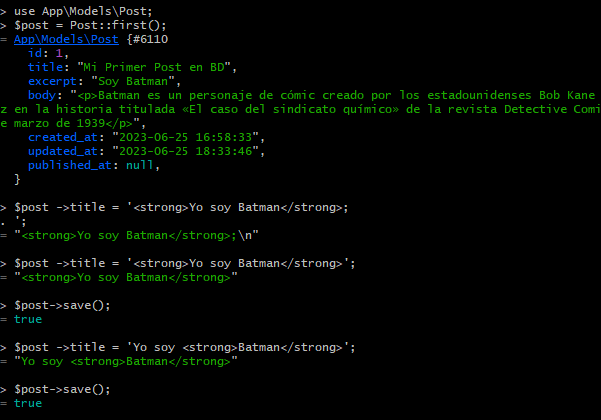 > use App\Models\Post;
> $post = Post::first();
= App\Models\Post {#6110
id: 1,
title: "Mi Primer Post en BD",
excerpt: "Soy Batman",
body: "<p>Batman es un personaje de cómic creado por los estadounidenses Bob Kane
z en la historia titulada «El caso del sindicato químico» de la revista Detective Comi
e marzo de 1939</p>",
created_at: "2023-06-25 16:58:33",
updated_at: "2023-06-25 18:33:46",
published_at: null,
}
> $post ->title = '<strong>Yo soy Batman</strong>;
. ';
= "<strong>Yo soy Batman</strong>;\n"
> $post ->title = '<strong>Yo soy Batman</strong>';
= "<strong>Yo soy Batman</strong>"
> $post->save();
= true
> $post ->title = 'Yo soy <strong>Batman</strong>';
= "Yo soy <strong>Batman</strong>"
> $post->save();
= true